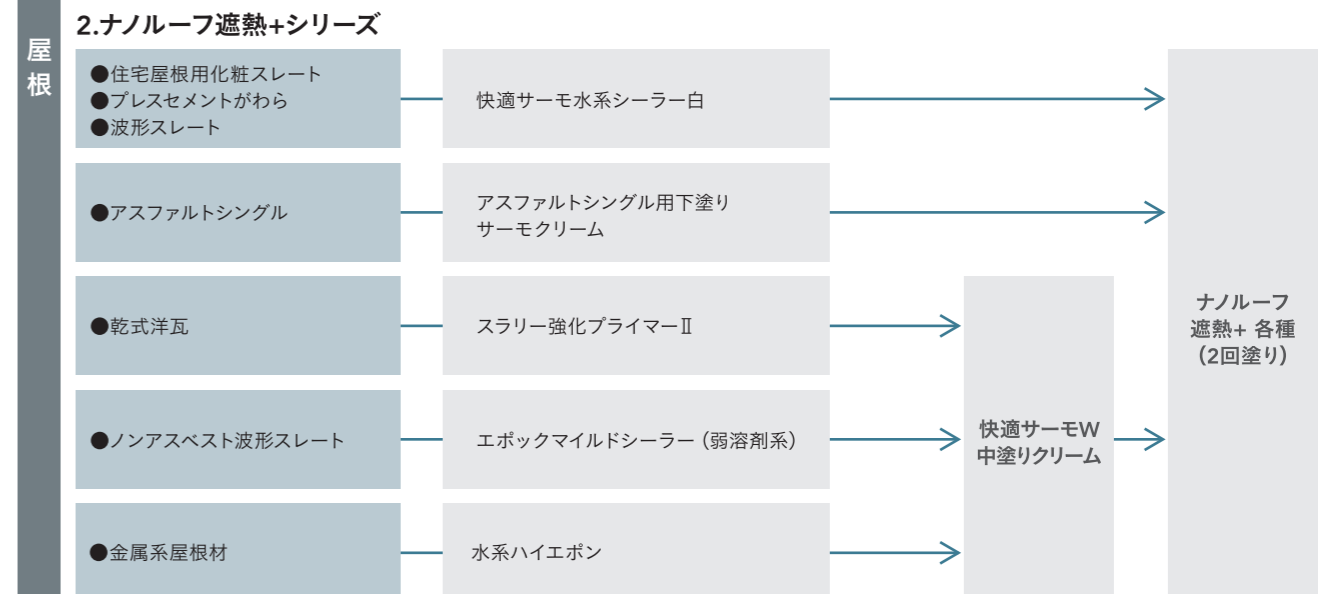 屋根
2.ナノルーフ遮熱+シリーズ
●住宅屋根用化粧スレート
●プレスセメントがわら
●波形スレート
快適サーモ水系シーラー白
●アスファルトシングル
アスファルトシングル用下塗り
サーモクリーム
●乾式洋瓦
スラリー強化プライマーⅡ
●ノンアスベスト波形スレート
エポックマイルドシーラー（弱溶剤系）
●金属系屋根材
水系ハイエポン
快適サーモW
中塗りクリーム
ナノルーフ
遮熱+ 各種
（2回塗り）